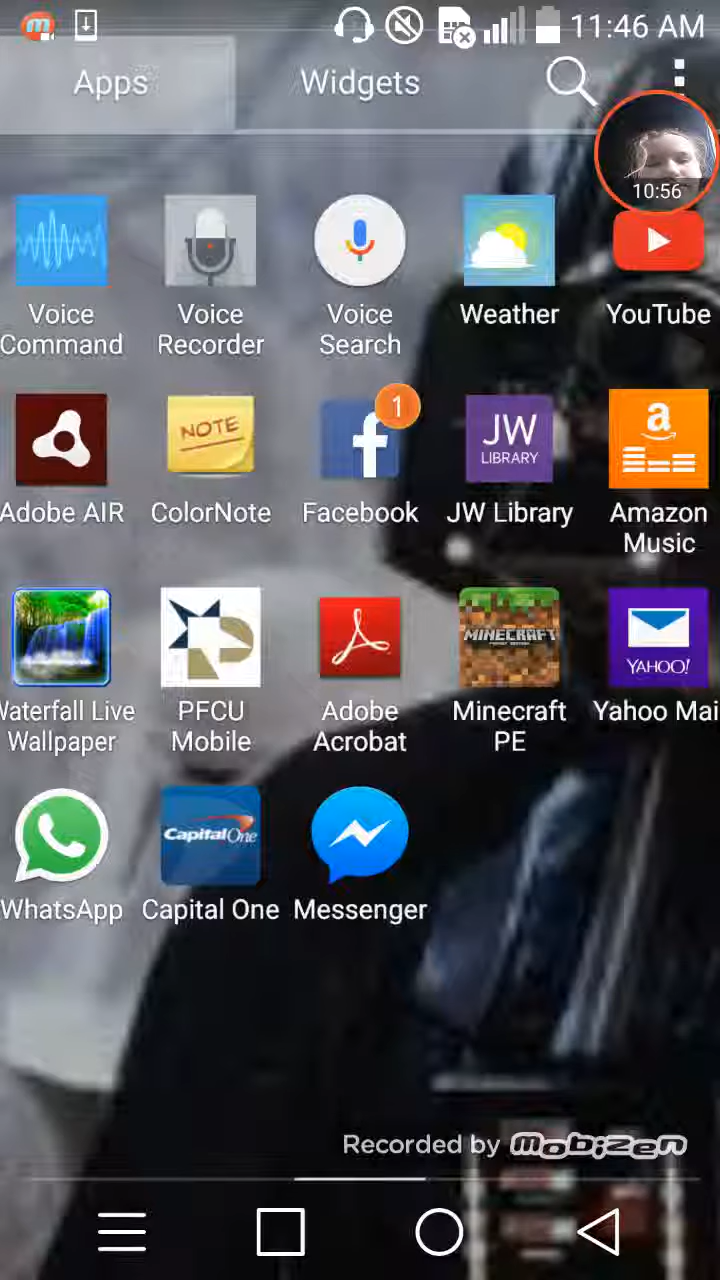 11:46 AM
Apps Widgets
10:56
Voice Command
Voice Recorder
Voice Search
Weather
YouTube
NOTE
1
JW LIBRARY
a
Adobe AIR
ColorNote
Facebook
JW Library
Amazon Music
MINECRAFT
YAHOO!
Waterfall Live Wallpaper
PFCU Mobile
Adobe Acrobat
Minecraft PE
Yahoo Mai
Capital One
WhatsApp
Capital One
Messenger
Recorded by Mobizen